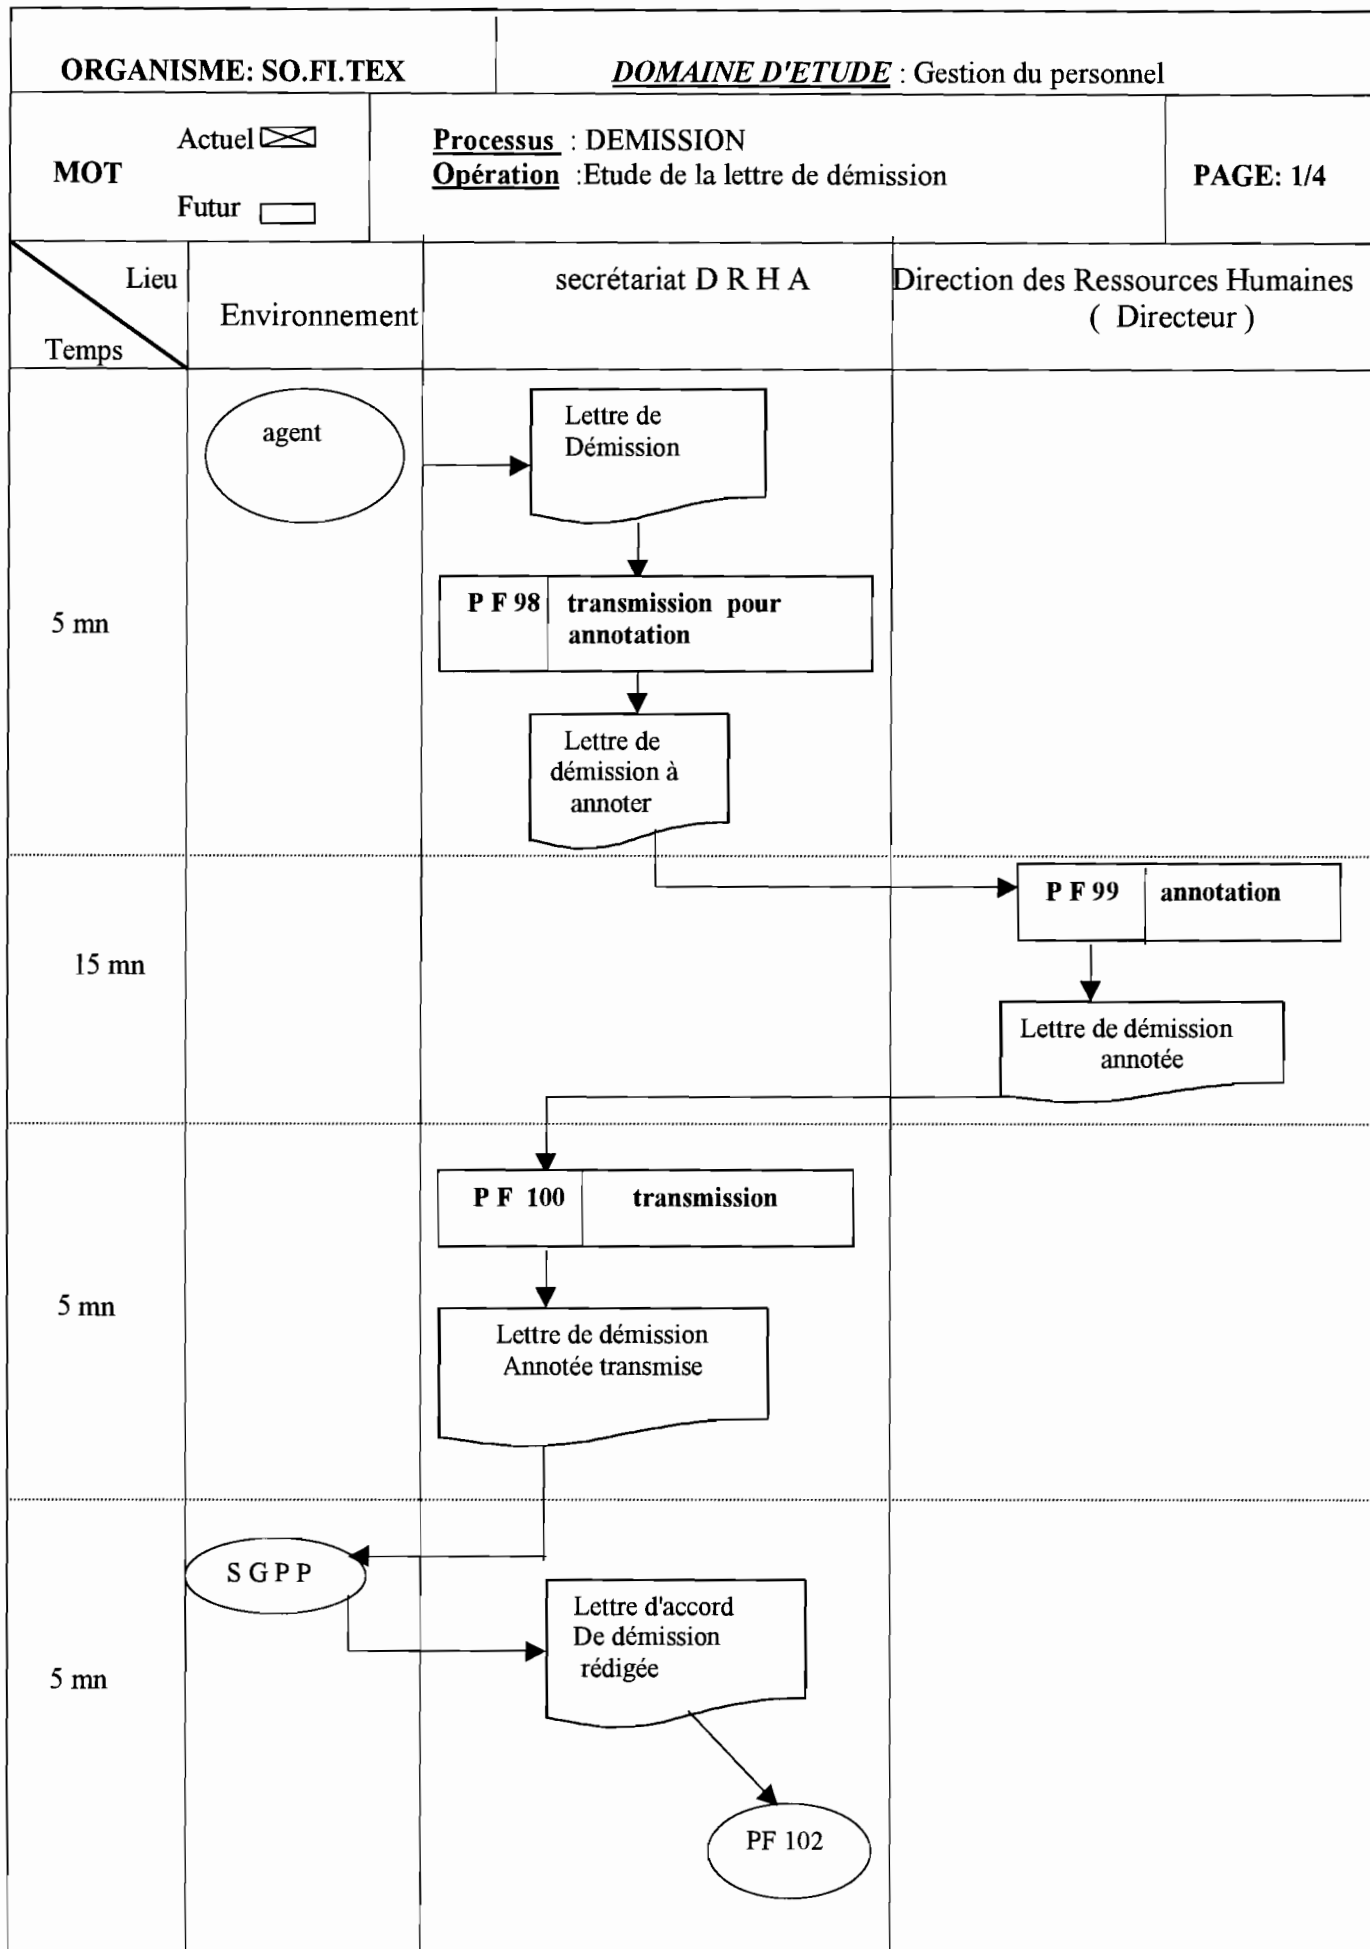 ORGANISME: SO.FI.TEX
DOMAINE D'ETUDE : Gestion du personnel
MOT
Actuel
Futur
Processus : DEMISSION
Opération :Etude de la lettre de démission
PAGE: 1/4
Lieu
Temps
Environnement
secrétariat D R H A
Direction des Ressources Humaines
( Directeur )
agent
Lettre de
Démission
5 mn
P F 98 transmission pour
annotation
Lettre de
démission à
annoter
P F 99 annotation
15 mn
Lettre de démission
annotée
P F 100 transmission
5 mn
Lettre de démission
Annotée transmise
S G P P
Lettre d'accord
De démission
rédigée
5 mn
PF 102